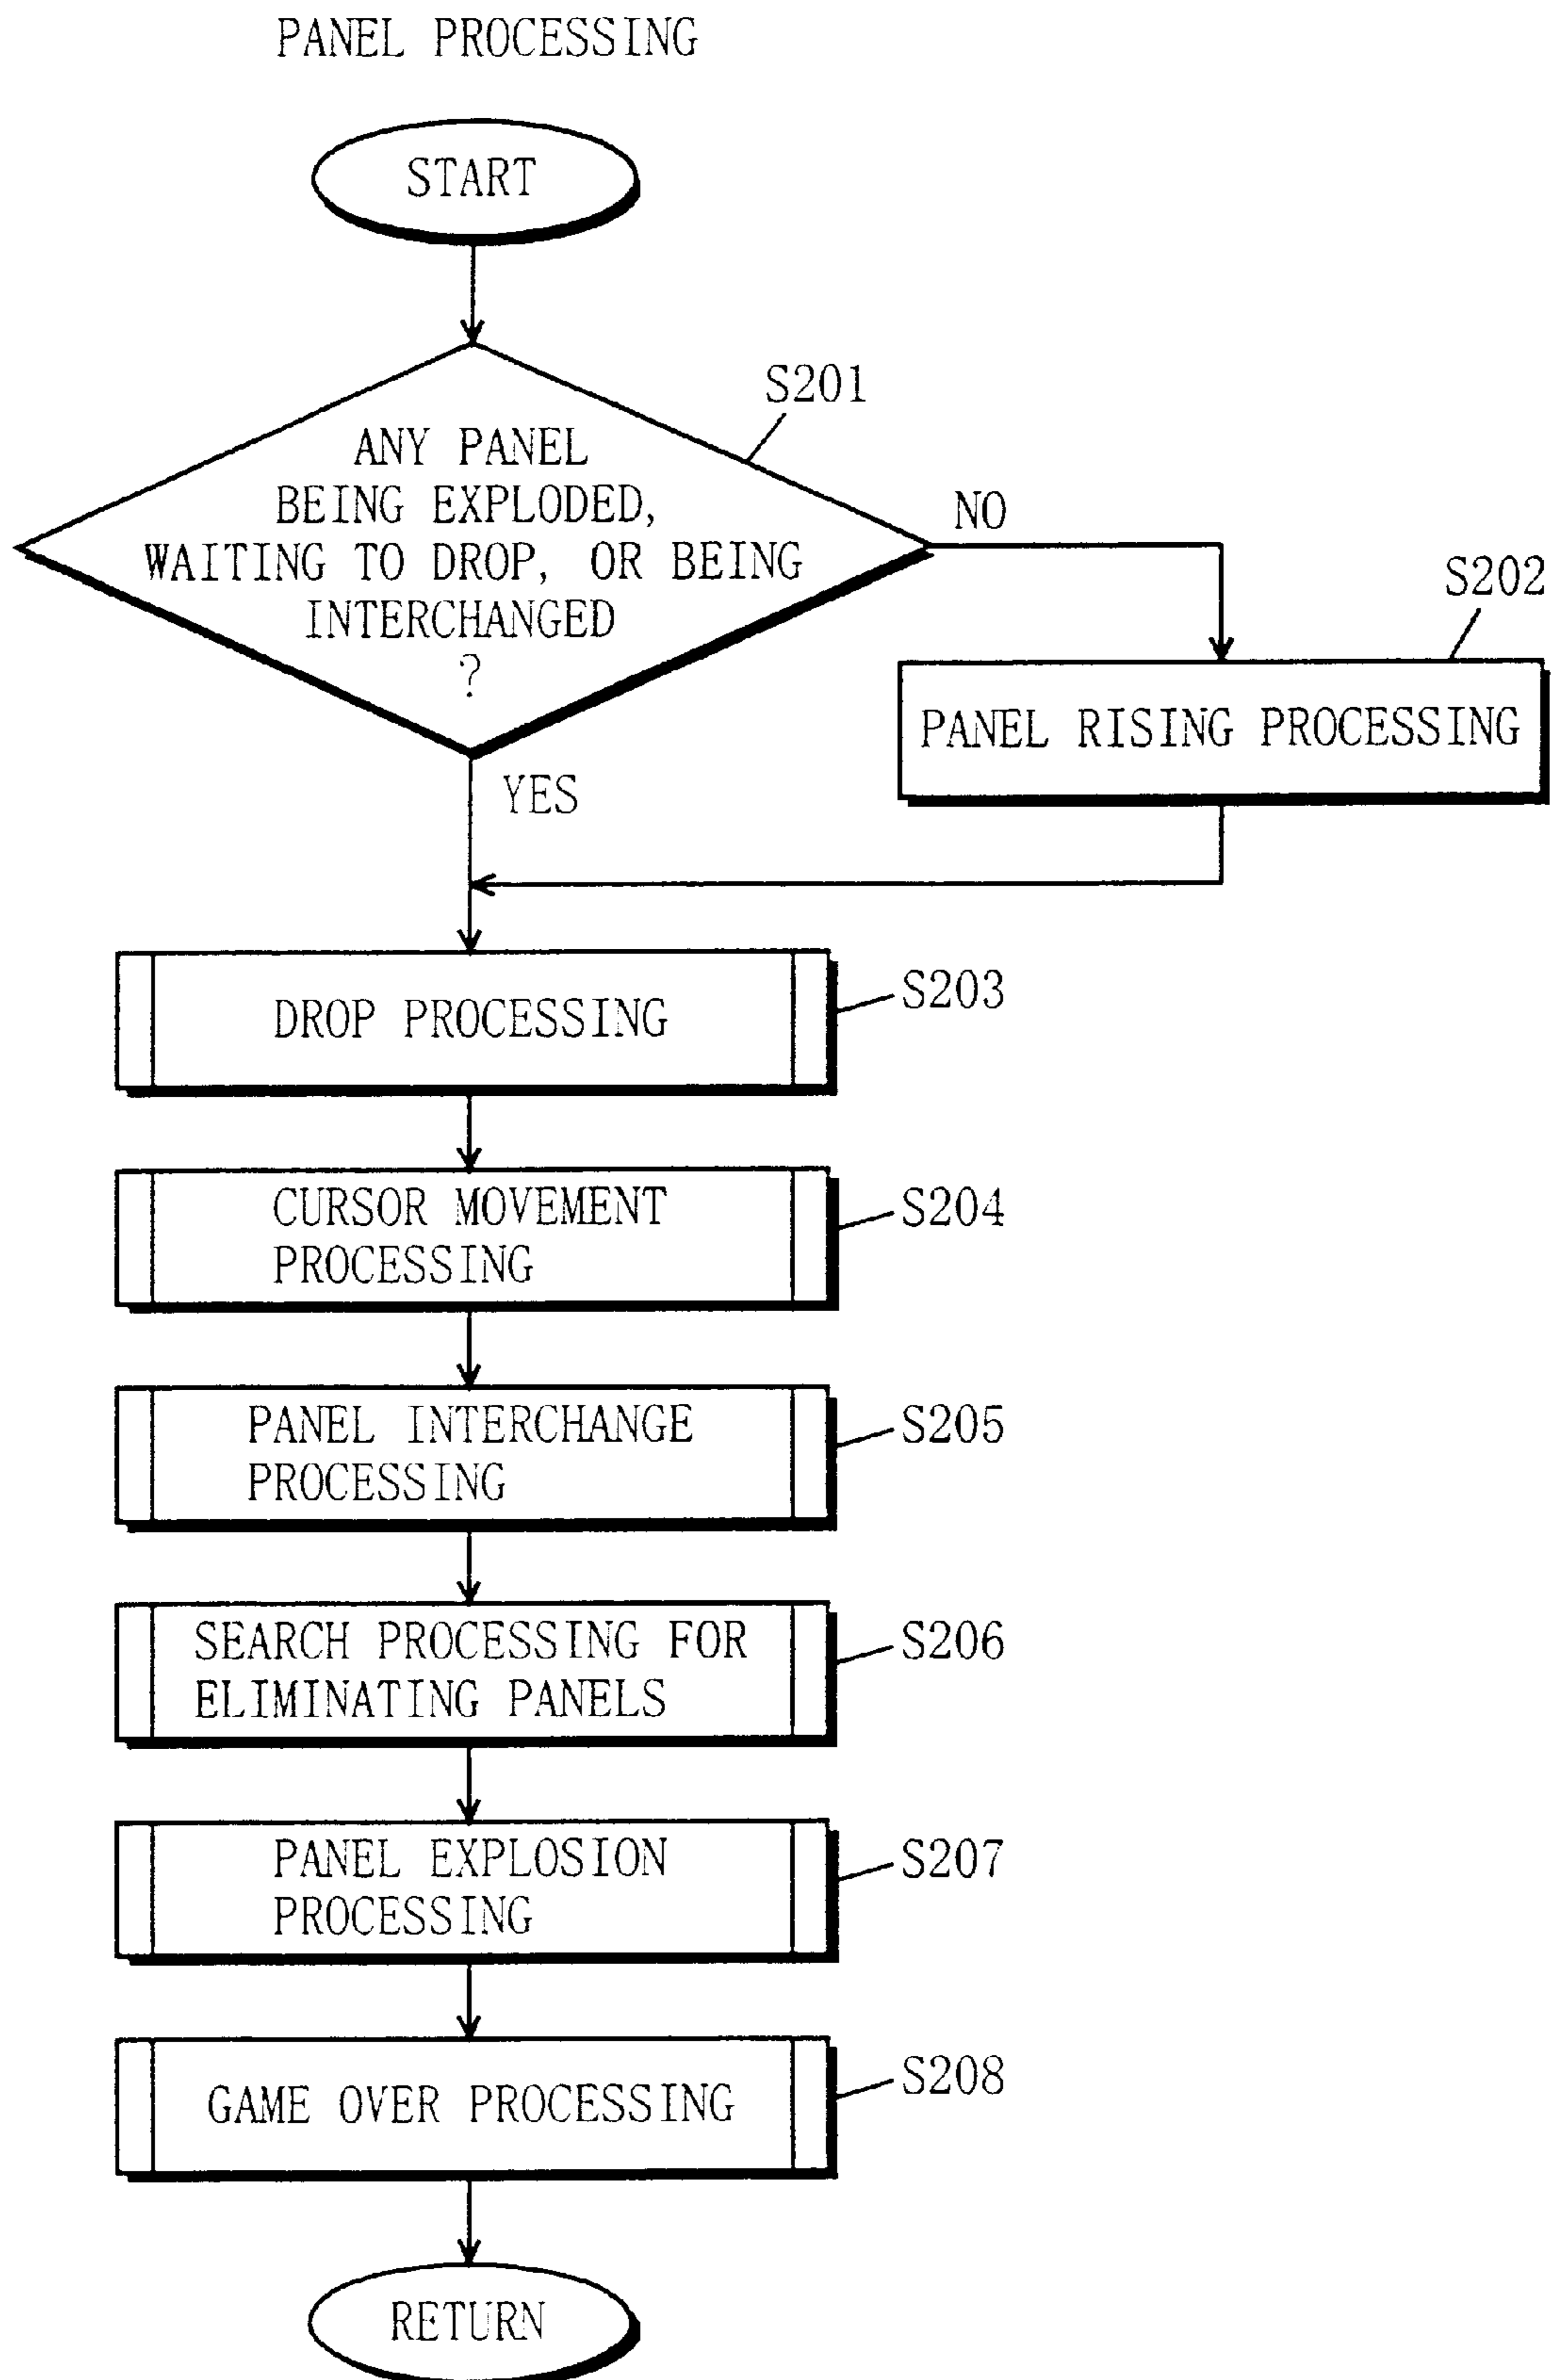 PANEL PROCESSING
START
S201
ANY PANEL
BEING EXPLODED,
WAITING TO DROP, OR BEING
INTERCHANGED
?
NO
S202
PANEL RISING PROCESSING
YES
DROP PROCESSING
S203
CURSOR MOVEMENT
PROCESSING
S204
PANEL INTERCHANGE
PROCESSING
S205
SEARCH PROCESSING FOR
ELIMINATING PANELS
S206
PANEL EXPLOSION
PROCESSING
S207
GAME OVER PROCESSING
S208
RETURN